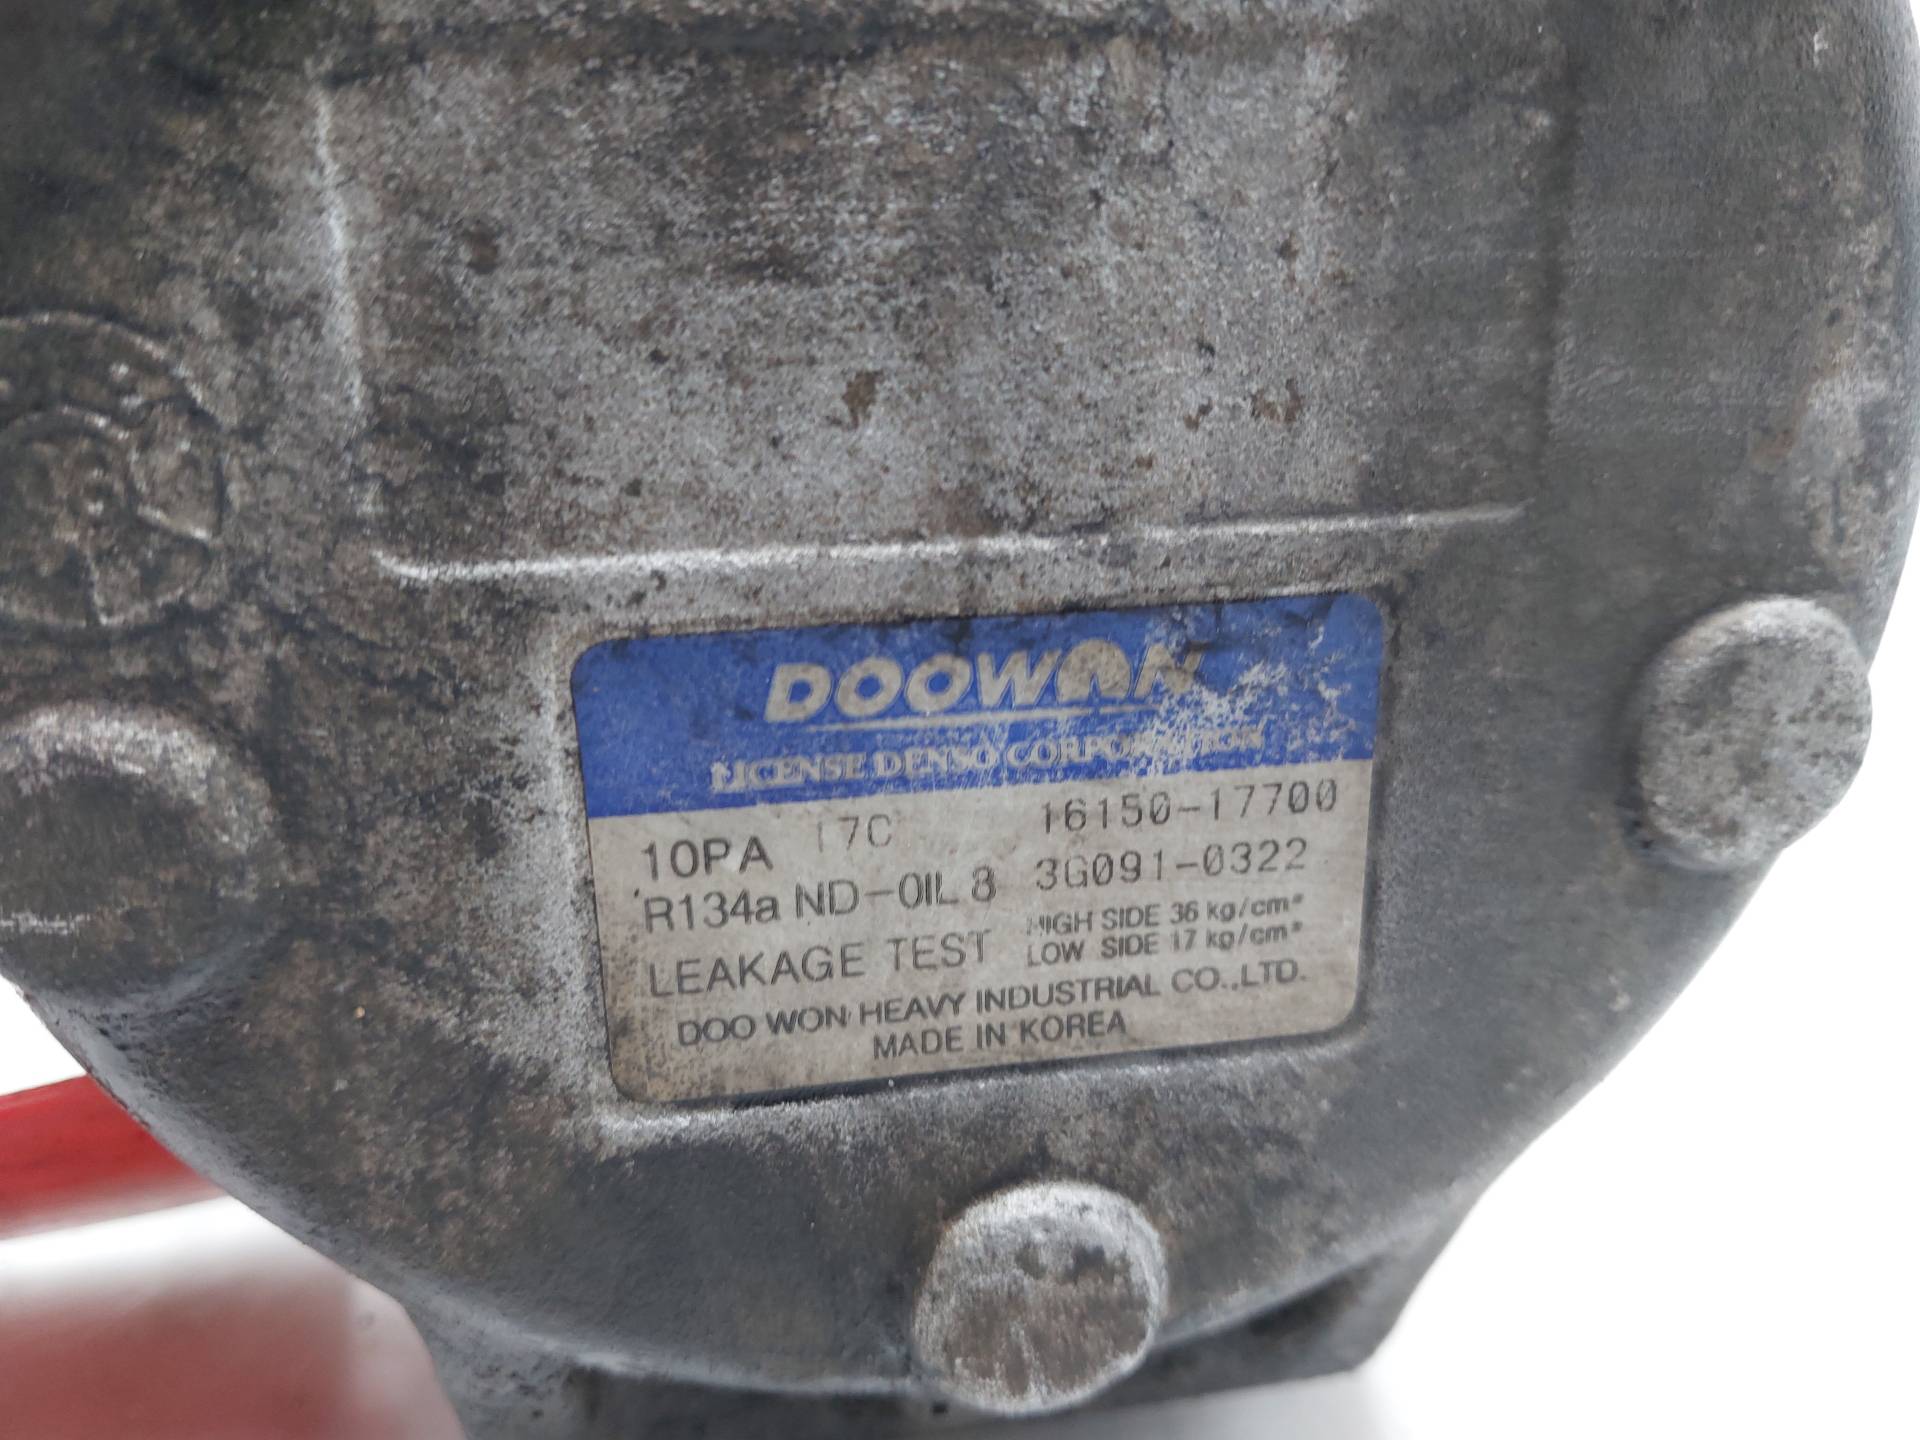 DOOWON
LICENSE DENSO CORPORATION
10PA 17C 16150-17700
R134a ND-OIL 8 3G091-0322
LEAKAGE TEST HIGH SIDE 36 kg/cm²
LOW SIDE 17 kg/cm²
DOO WON HEAVY INDUSTRIAL CO.,LTD.
MADE IN KOREA